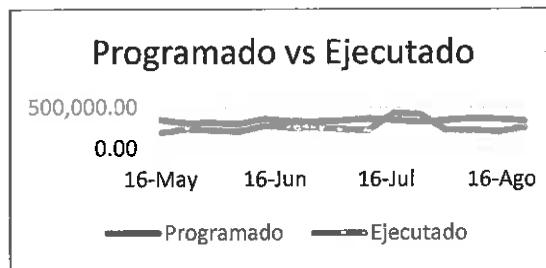 Programado vs Ejecutado
500,000.00
0.00
16-May 16-Jun 16-Jul 16-Ago
Programado Ejecutado